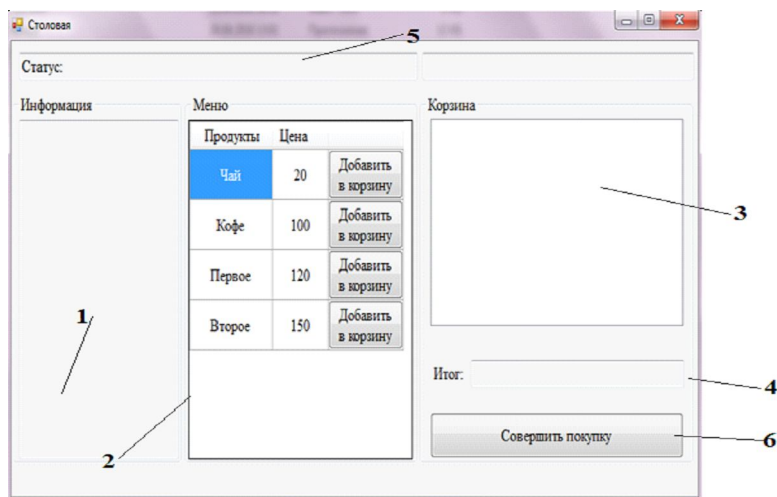 Столовая
5
Статус:
Информация
Меню
Корзина
Продукты Цена
Чай 20 Добавить в корзину
Кофе 100 Добавить в корзину
3
Первое 120 Добавить в корзину
1
Второе 150 Добавить в корзину
Итог:
4
Совершить покупку
6
2